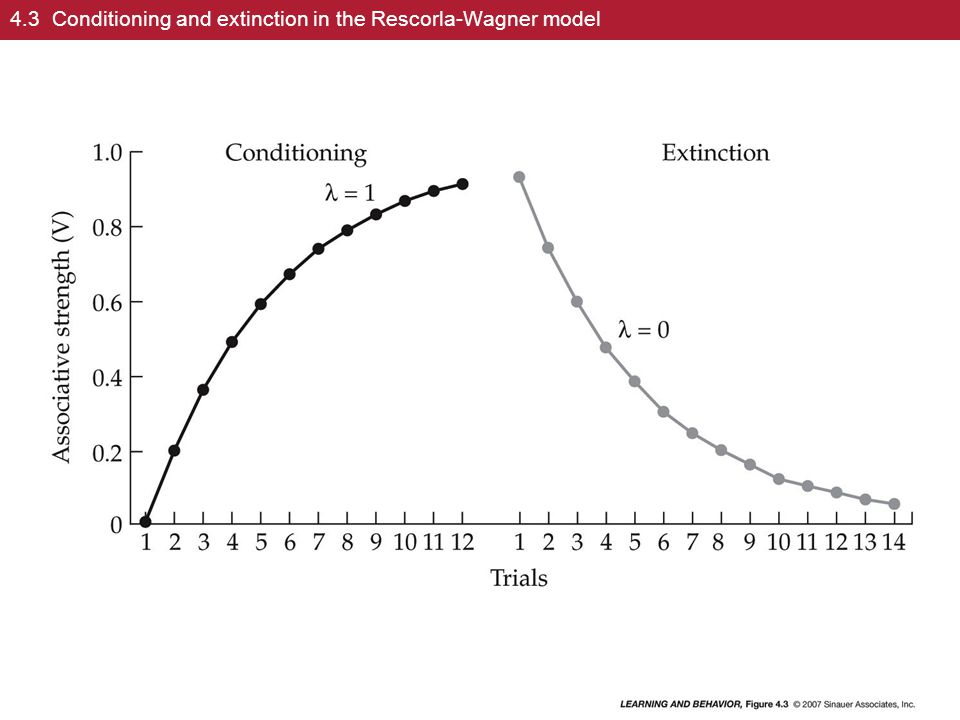 4.3 Conditioning and extinction in the Rescorla-Wagner model
Conditioning
Extinction
λ = 1
λ = 0
Associative strength (V)
1.0
0.8
0.6
0.4
0.2
0
1 2 3 4 5 6 7 8 9 10 11 12
1 2 3 4 5 6 7 8 9 10 11 12 13 14
Trials
LEARNING AND BEHAVIOR, Figure 4.3 © 2007 Sinauer Associates, Inc.